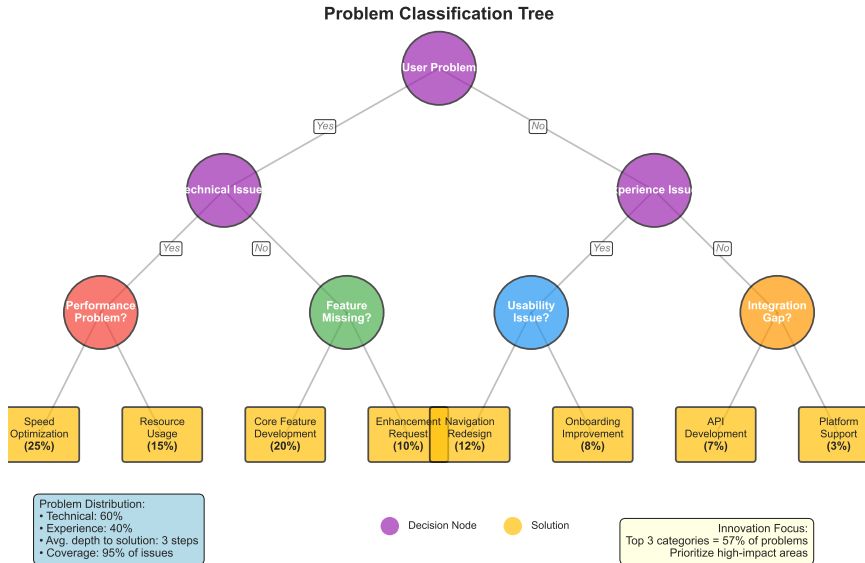 Problem Classification Tree
User Problem
Yes
No
echnical Issue
xperience Issue
Yes
No
Yes
No
Performance
Problem?
Feature
Missing?
Usability
Issue?
Integration
Gap?
Speed
Optimization
(25%)
Resource
Usage
(15%)
Core Feature
Development
(20%)
Enhancement
Request
(10%)
Navigation
Redesign
(12%)
Onboarding
Improvement
(8%)
API
Development
(7%)
Platform
Support
(3%)
Problem Distribution:
• Technical: 60%
• Experience: 40%
• Avg. depth to solution: 3 steps
• Coverage: 95% of issues
Decision Node
Solution
Innovation Focus:
Top 3 categories = 57% of problems
Prioritize high-impact areas